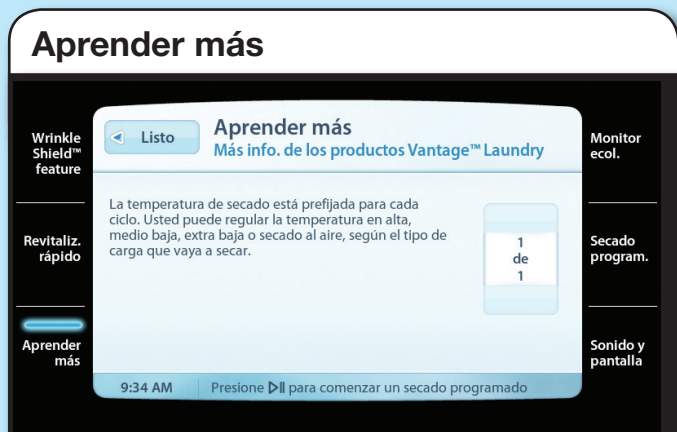 Aprender más
Wrinkle
Shield™
feature
Revitaliz.
rápido
Aprender
más
Listo
Aprender más
Más info. de los productos Vantage™ Laundry
La temperatura de secado está prefijada para cada
ciclo. Usted puede regular la temperatura en alta,
medio baja, extra baja o secado al aire, según el tipo de
carga que vaya a secar.
1
de
1
9:34 AM
Presione para comenzar un secado programado
Monitor
ecol.
Secado
program.
Sonido y
pantalla